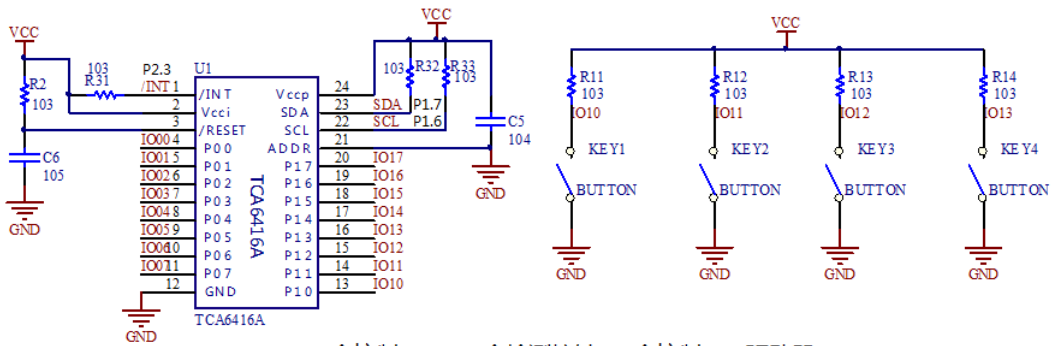 VCC
R2
103
103
R31
P2.3
/INT
1
2
3
C6
105
GND
U1
/INT
Vcci
/RESET
P00
P01
P02
P03
P04
P05
P06
P07
GND
IO00 4
IO01 5
IO02 6
IO03 7
IO04 8
IO05 9
IO06 10
IO07 11
12
GND
TCA6416A
TCA6416A
Vccp
SDA
SCL
ADDR
P17
P16
P15
P14
P13
P12
P11
P10
24
23
22
21
20 IO17
19 IO16
18 IO15
17 IO14
16 IO13
15 IO12
14 IO11
13 IO10
VCC
103
R32
R33
103
SDA P1.7
SCL P1.6
C5
104
GND
VCC
R11
103
IO10
KEY1
BUTTON
GND
R12
103
IO11
KEY2
BUTTON
GND
R13
103
IO12
KEY3
BUTTON
GND
R14
103
IO13
KEY4
BUTTON
GND